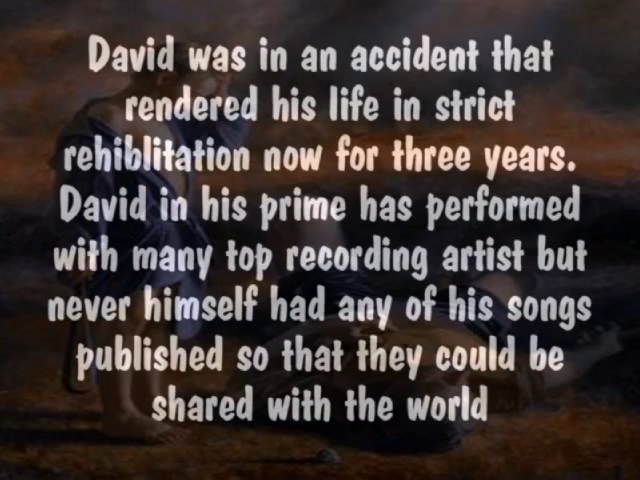 David was in an accident that
rendered his life in strict
rehiblitation now for three years.
David in his prime has performed
with many top recording artist but
never himself had any of his songs
published so that they could be
shared with the world